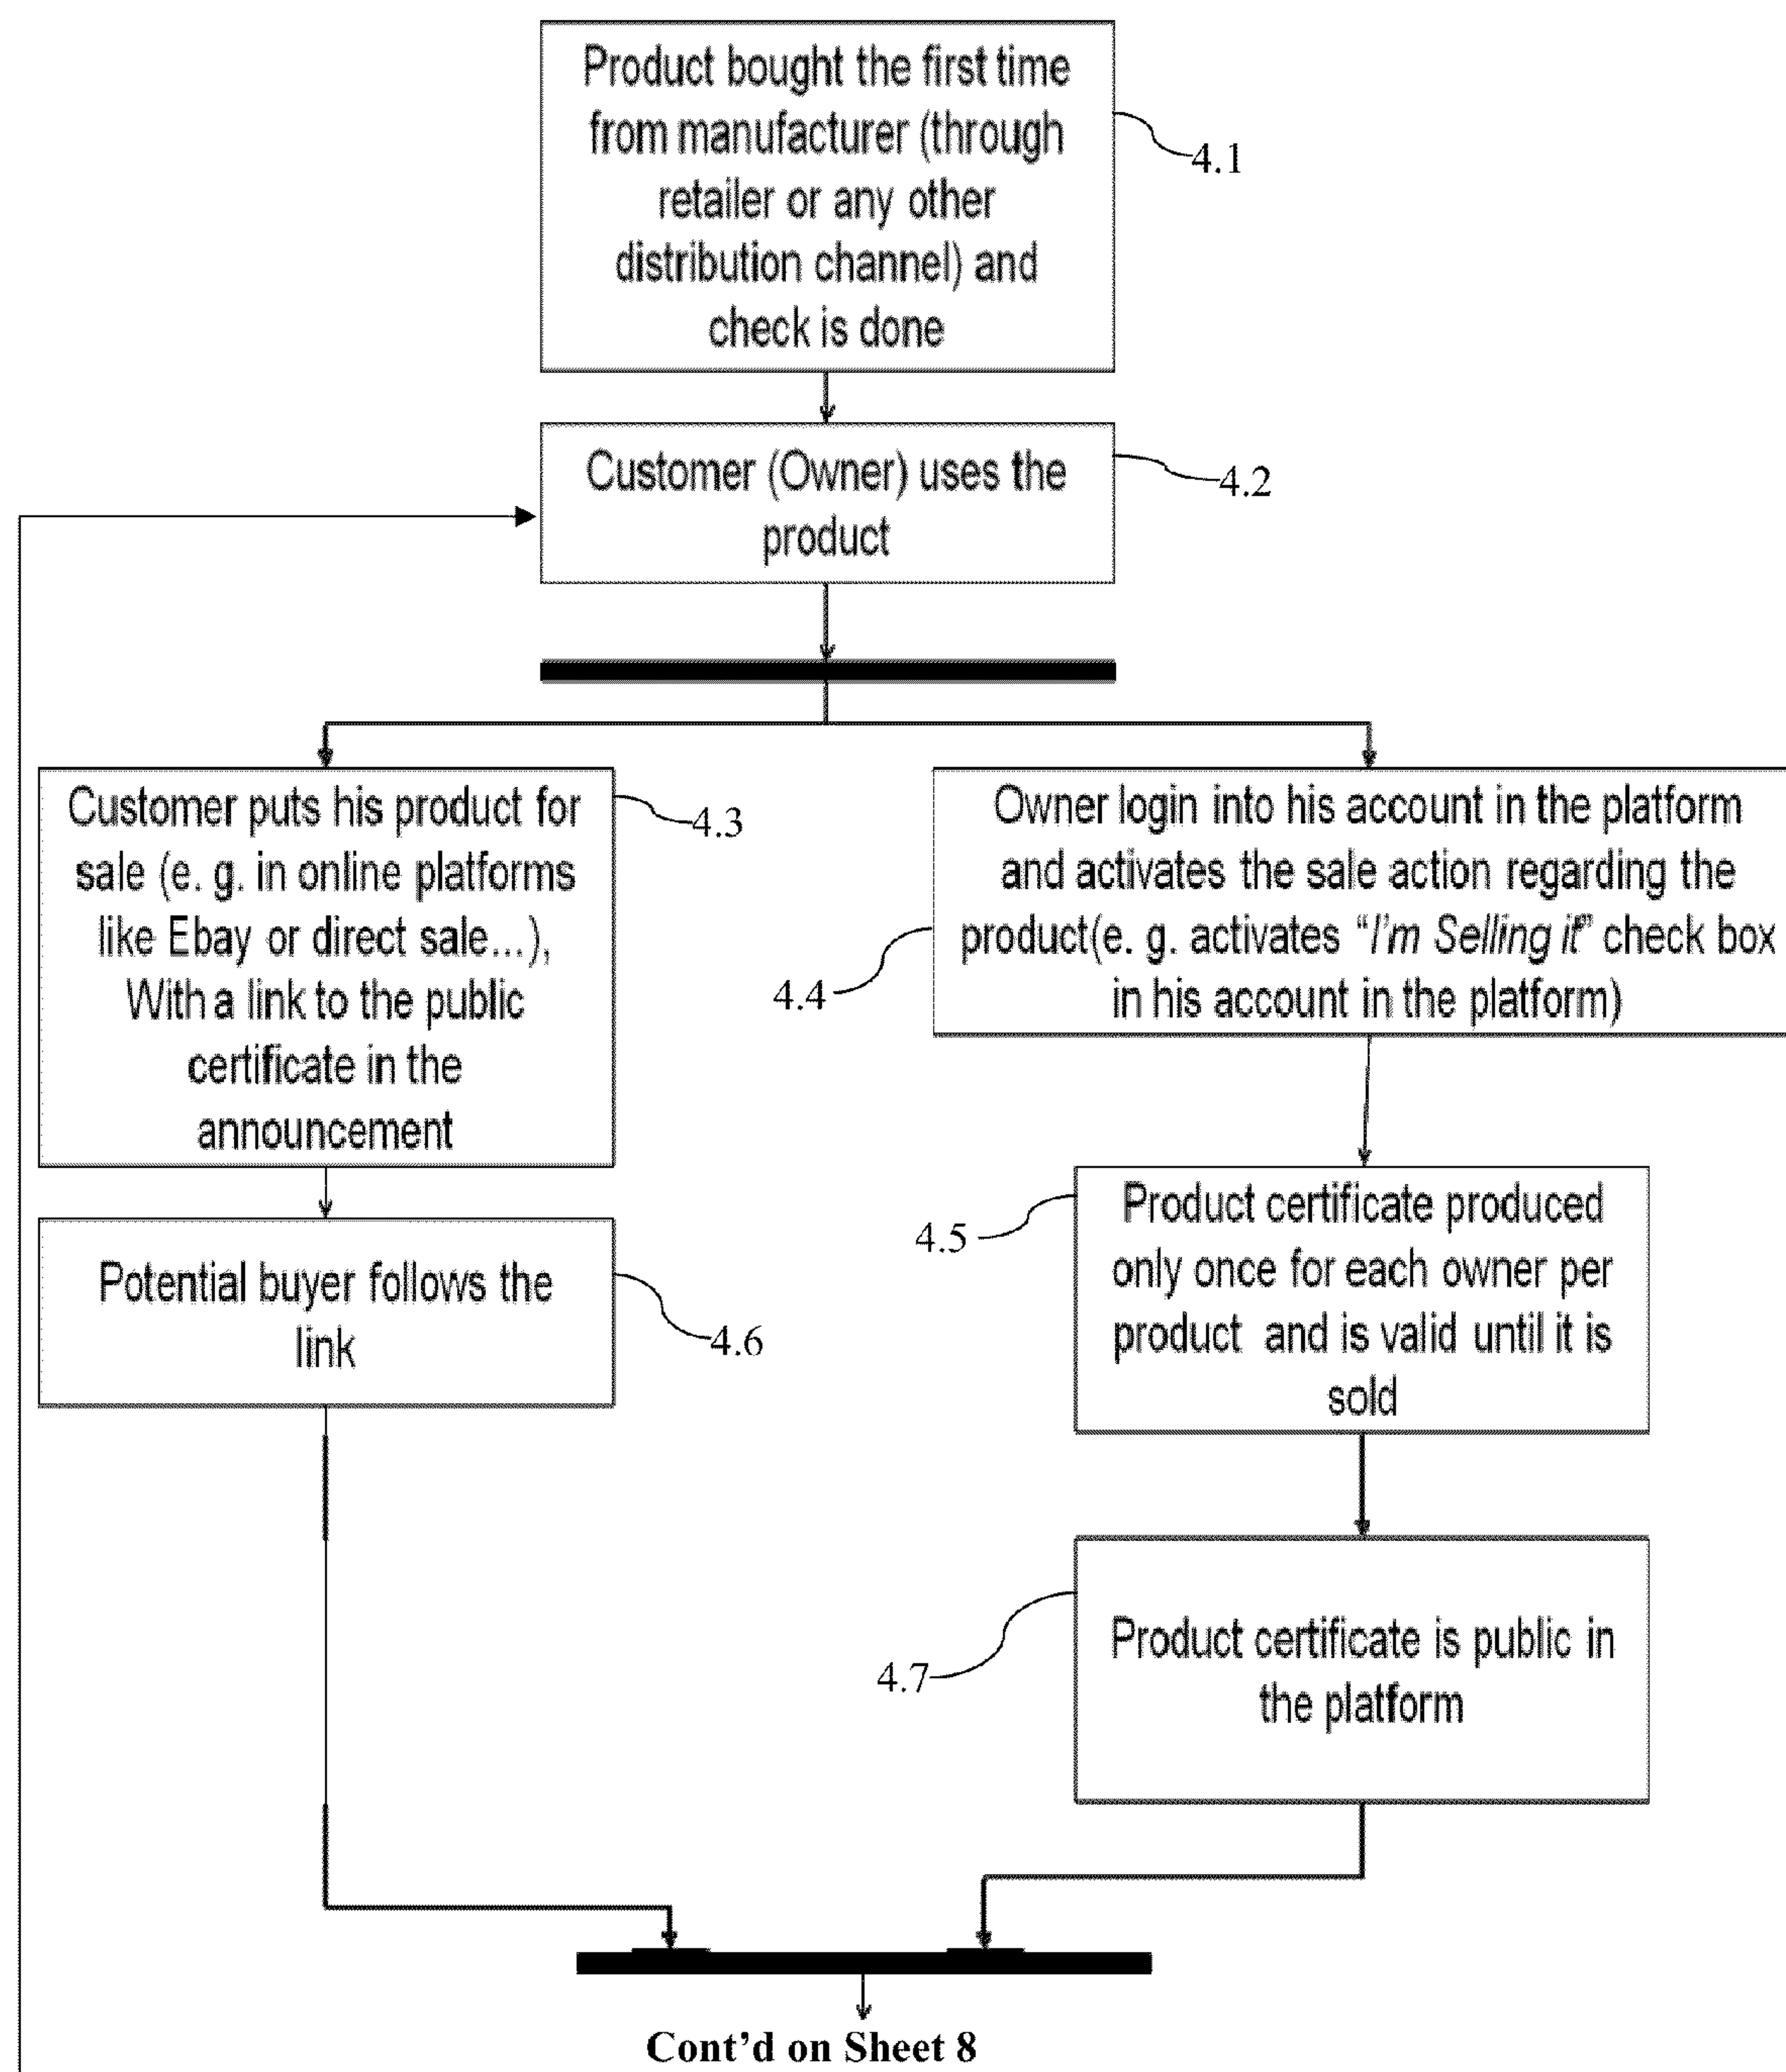 Product bought the first time
from manufacturer (through
retailer or any other
distribution channel) and
check is done
4.1
Customer (Owner) uses the
product
4.2
Customer puts his product for
sale (e. g. in online platforms
like Ebay or direct sale...),
With a link to the public
certificate in the
announcement
4.3
Owner login into his account in the platform
and activates the sale action regarding the
product(e. g. activates “I’m Selling it” check box
in his account in the platform)
4.4
Product certificate produced
only once for each owner per
product and is valid until it is
sold
4.5
Potential buyer follows the
link
4.6
Product certificate is public in
the platform
4.7
Cont’d on Sheet 8